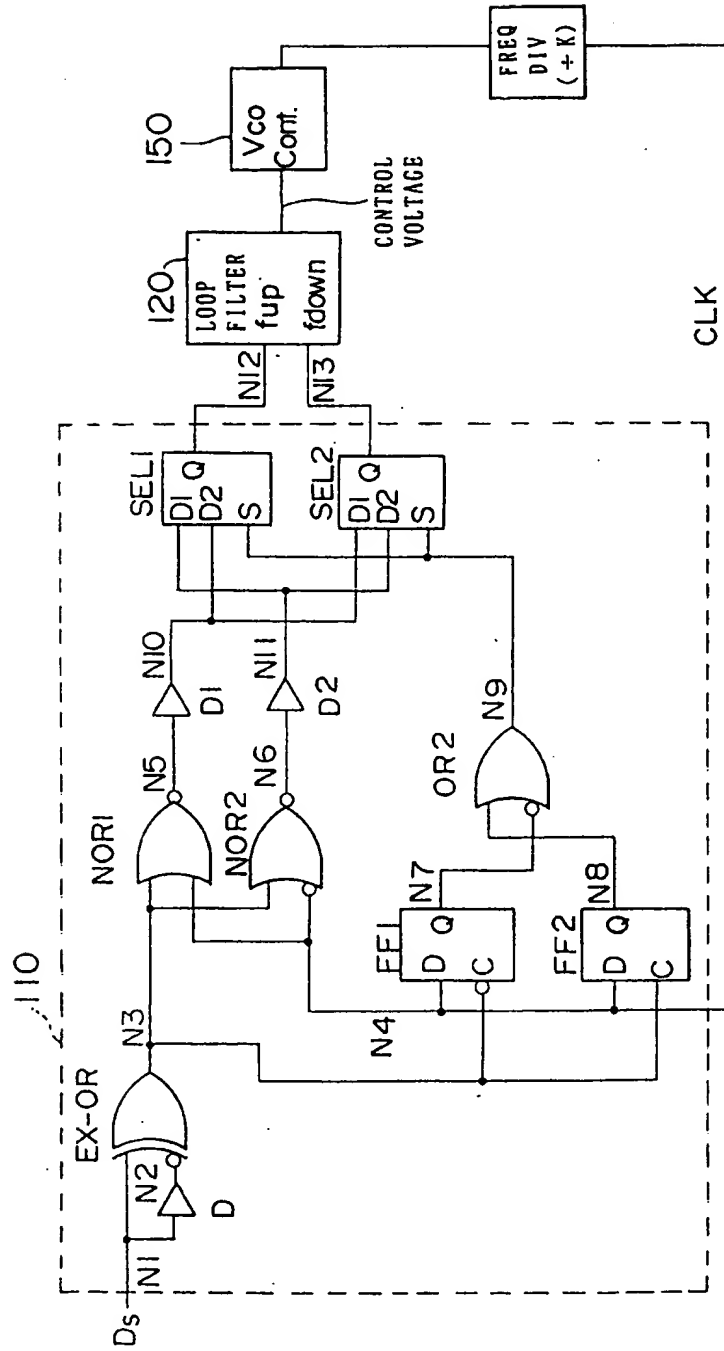 110
EX-OR
Ds
N1
N2
D
N3
NOR1
N5
D1
N10
NOR2
N6
D2
N11
N4
FF1
D Q
C
N7
FF2
D Q
C
N8
OR2
N9
SEL1
D1
D2 Q
S
SEL2
D1 Q
D2
S
N12
N13
120
LOOP
FILTER
fup
fdown
CONTROL
VOLTAGE
150
Vco
Cont.
FREQ
DIV
(÷K)
CLK